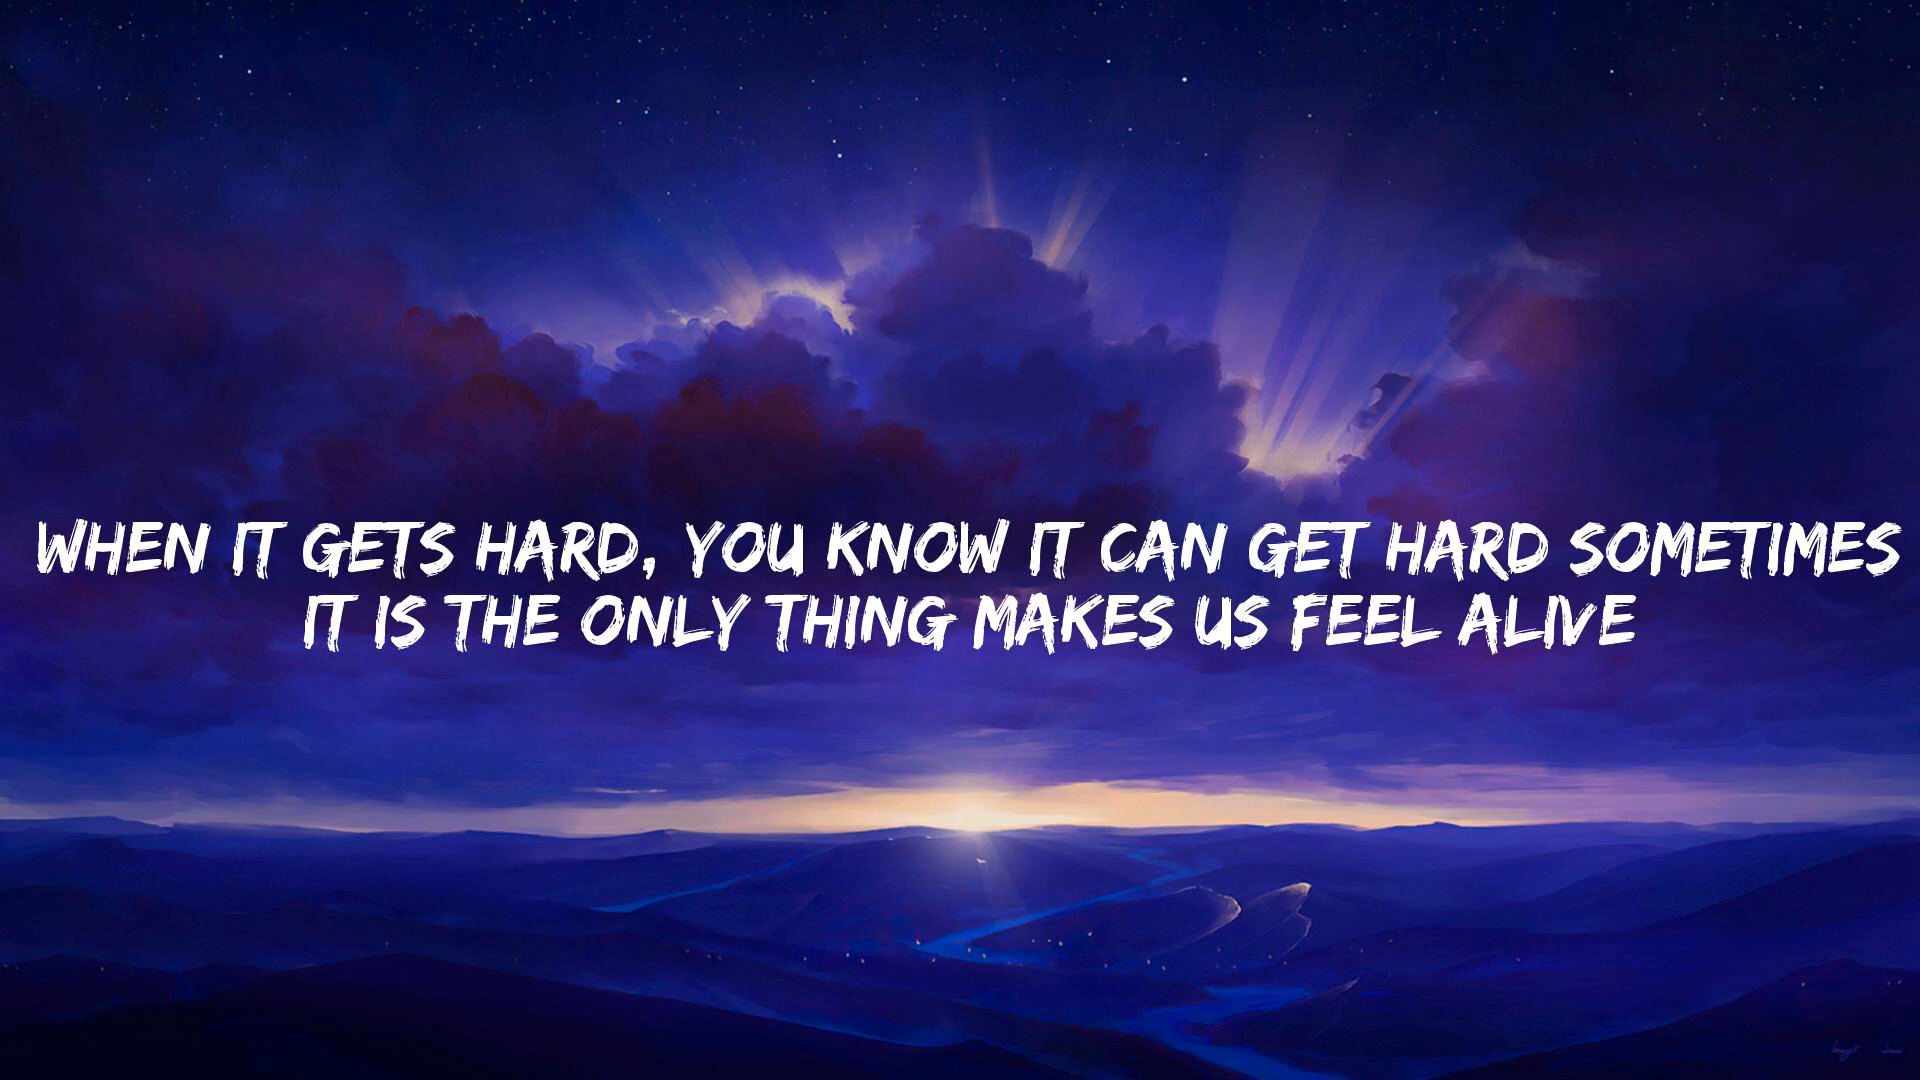 WHEN IT GETS HARD, YOU KNOW IT CAN GET HARD SOMETIMES
IT IS THE ONLY THING MAKES US FEEL ALIVE